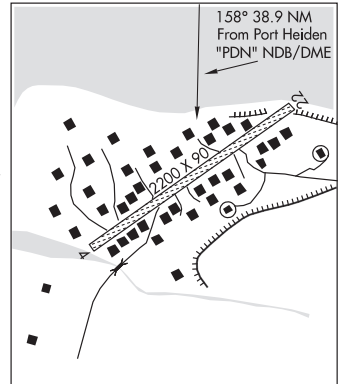 158° 38.9 NM
From Port Heiden
"PDN" NDB/DME
22
2200 X 90
4